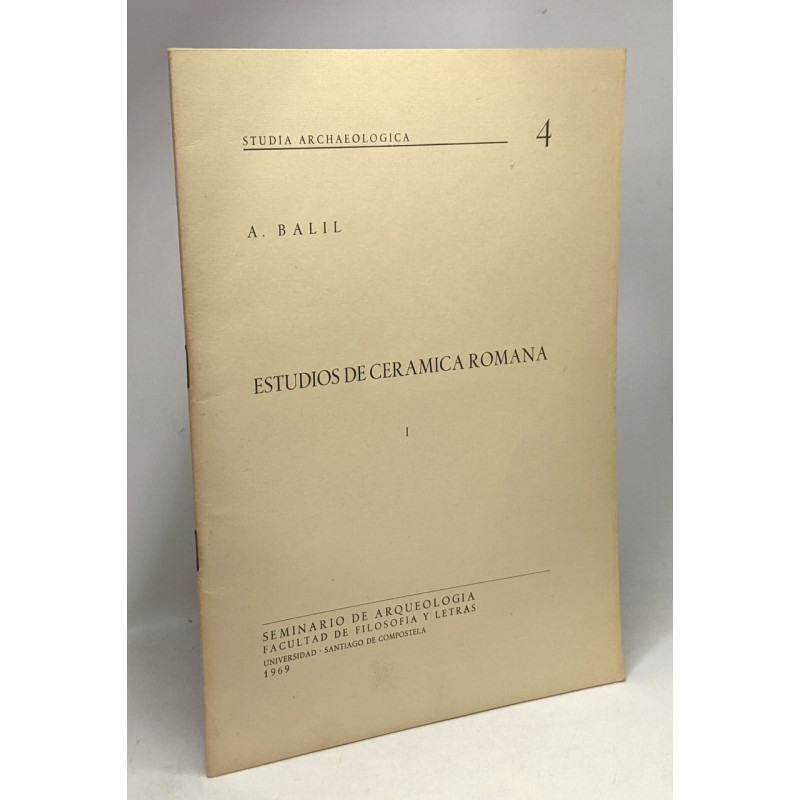 STUDIA ARCHAEOLOGICA 4
A. BALIL
ESTUDIOS DE CERAMICA ROMANA
I
SEMINARIO DE ARQUEOLOGIA
FACULTAD DE FILOSOFIA Y LETRAS
UNIVERSIDAD - SANTIAGO DE COMPOSTELA
1969